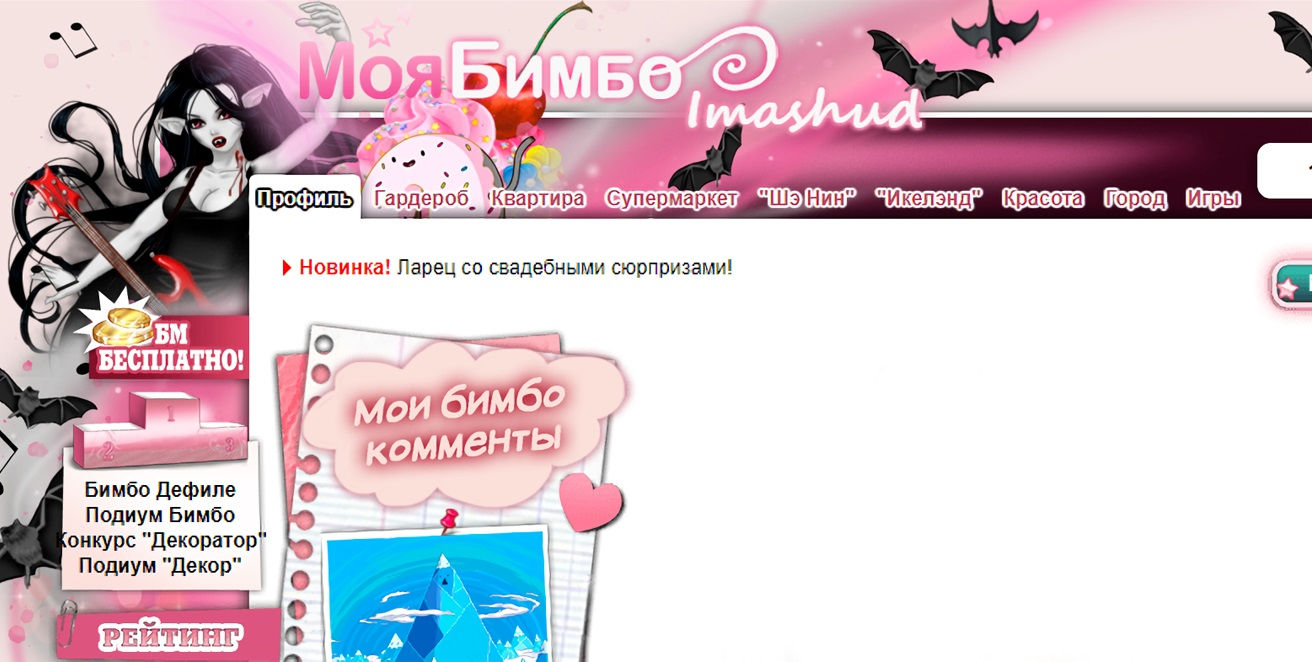 МояБимбо
Imashud
Профиль Гардероб Квартира Супермаркет "Шэ Нин" "Икелэнд" Красота Город Игры
Новинка! Ларец со свадебными сюрпризами!
БМ
БЕСПЛАТНО!
1
2 3
Мои бимбо
комменты
Бимбо Дефиле
Подиум Бимбо
Конкурс "Декоратор"
Подиум "Декор"
РЕЙТИНГ